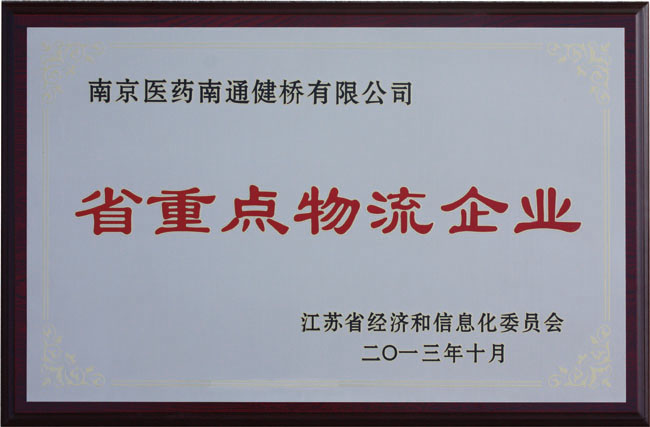 南京医药南通健桥有限公司
省重点物流企业
江苏省经济和信息化委员会
二〇一三年十月